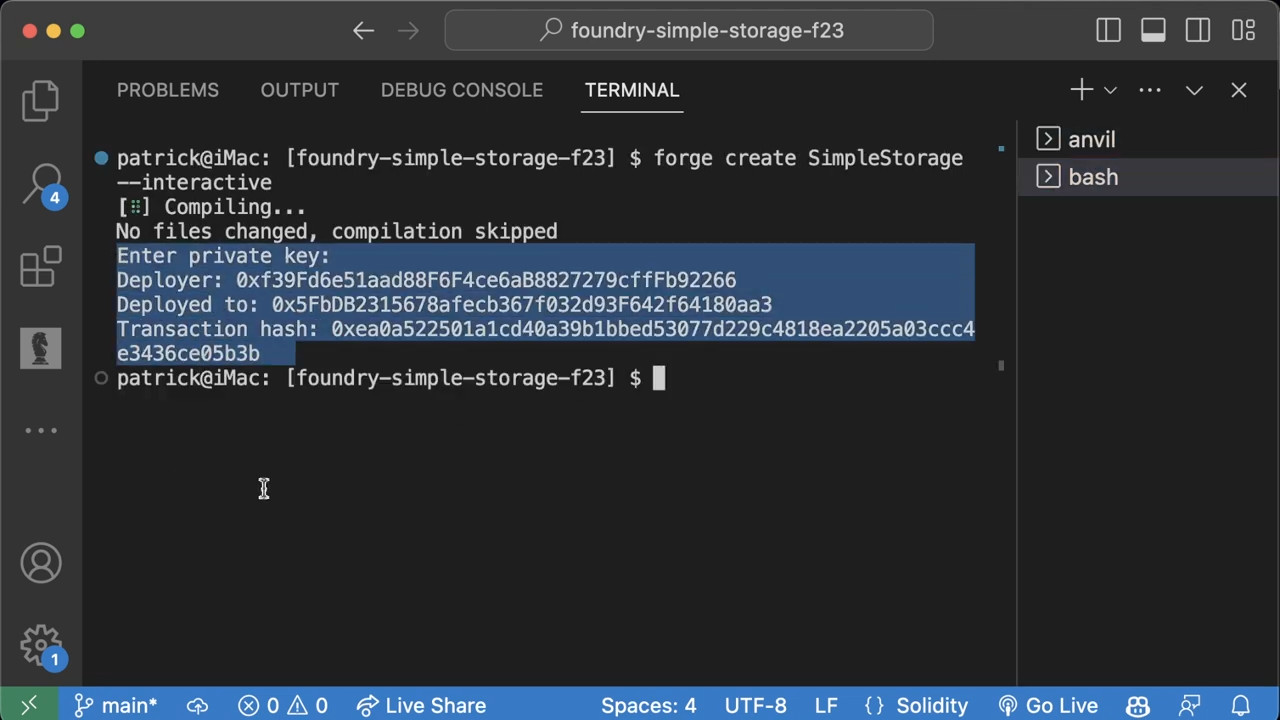 foundry-simple-storage-f23
PROBLEMS OUTPUT DEBUG CONSOLE TERMINAL
anvil
bash
patrick@iMac: [foundry-simple-storage-f23] $ forge create SimpleStorage
--interactive
[⠿] Compiling...
No files changed, compilation skipped
Enter private key:
Deployer: 0xf39Fd6e51aad88F6F4ce6aB8827279cffFb92266
Deployed to: 0x5FbDB2315678afecb367f032d93F642f64180aa3
Transaction hash: 0xea0a522501a1cd40a39b1bbed53077d229c4818ea2205a03ccc4
e3436ce05b3b
patrick@iMac: [foundry-simple-storage-f23] $
4
1
main* 0 0 Live Share Spaces: 4 UTF-8 LF {} Solidity Go Live